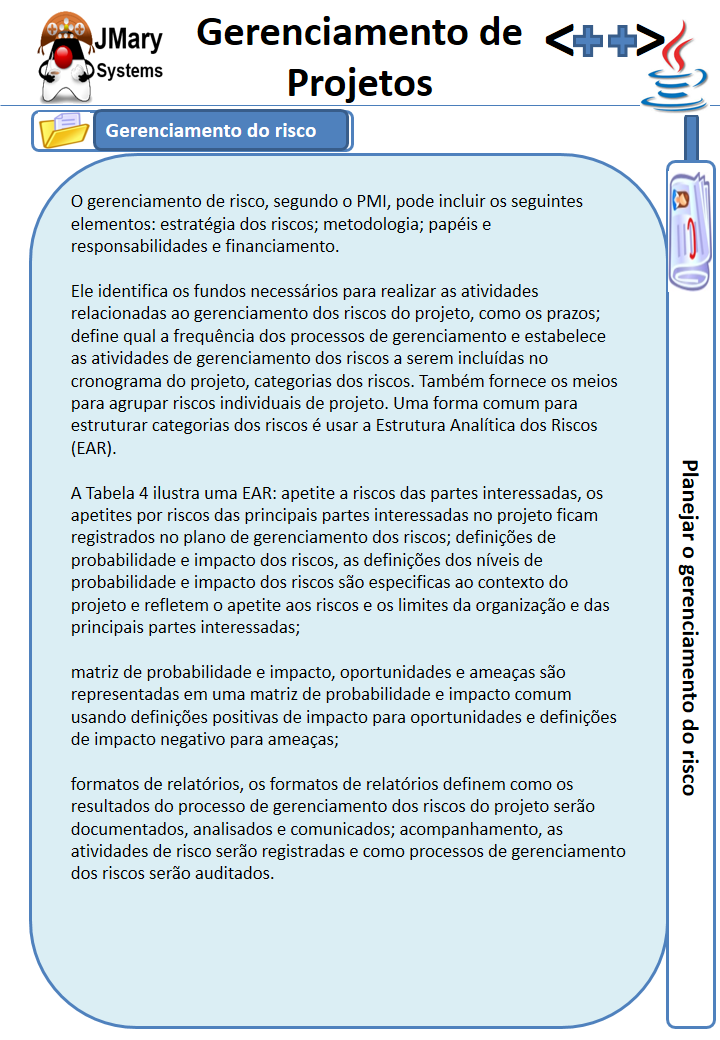 JMary
Systems
Gerenciamento de
Projetos
<++>
Gerenciamento do risco
O gerenciamento de risco, segundo o PMI, pode incluir os seguintes
elementos: estratégia dos riscos; metodologia; papéis e
responsabilidades e financiamento.
Ele identifica os fundos necessários para realizar as atividades
relacionadas ao gerenciamento dos riscos do projeto, como os prazos;
define qual a frequência dos processos de gerenciamento e estabelece
as atividades de gerenciamento dos riscos a serem incluídas no
cronograma do projeto, categorias dos riscos. Também fornece os meios
para agrupar riscos individuais de projeto. Uma forma comum para
estruturar categorias dos riscos é usar a Estrutura Analítica dos Riscos
(EAR).
A Tabela 4 ilustra uma EAR: apetite a riscos das partes interessadas, os
apetites por riscos das principais partes interessadas no projeto ficam
registrados no plano de gerenciamento dos riscos; definições de
probabilidade e impacto dos riscos, as definições dos níveis de
probabilidade e impacto dos riscos são especificas ao contexto do
projeto e refletem o apetite aos riscos e os limites da organização e das
principais partes interessadas;
matriz de probabilidade e impacto, oportunidades e ameaças são
representadas em uma matriz de probabilidade e impacto comum
usando definições positivas de impacto para oportunidades e definições
de impacto negativo para ameaças;
formatos de relatórios, os formatos de relatórios definem como os
resultados do processo de gerenciamento dos riscos do projeto serão
documentados, analisados e comunicados; acompanhamento, as
atividades de risco serão registradas e como processos de gerenciamento
dos riscos serão auditados.
Planejar o gerenciamento do risco